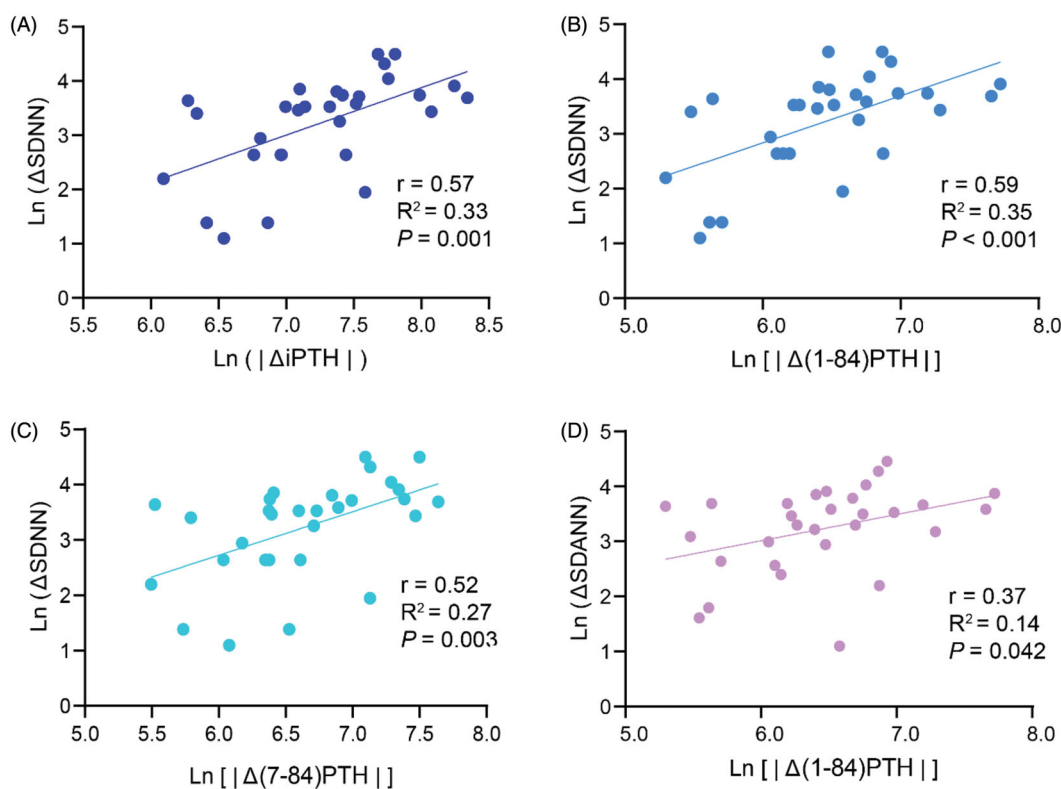 (A)
5
4
3
2
1
0
Ln (ΔSDNN)
5.5 6.0 6.5 7.0 7.5 8.0 8.5
Ln (|ΔiPTH|)
r = 0.57
R² = 0.33
P = 0.001
(B)
5
4
3
2
1
0
Ln (ΔSDNN)
5.0 6.0 7.0 8.0
Ln [|Δ(1-84)PTH|]
r = 0.59
R² = 0.35
P < 0.001
(C)
5
4
3
2
1
0
Ln (ΔSDNN)
5.0 5.5 6.0 6.5 7.0 7.5 8.0
Ln [|Δ(7-84)PTH|]
r = 0.52
R² = 0.27
P = 0.003
(D)
5
4
3
2
1
0
Ln (ΔSDANN)
5.0 6.0 7.0 8.0
Ln [|Δ(1-84)PTH|]
r = 0.37
R² = 0.14
P = 0.042